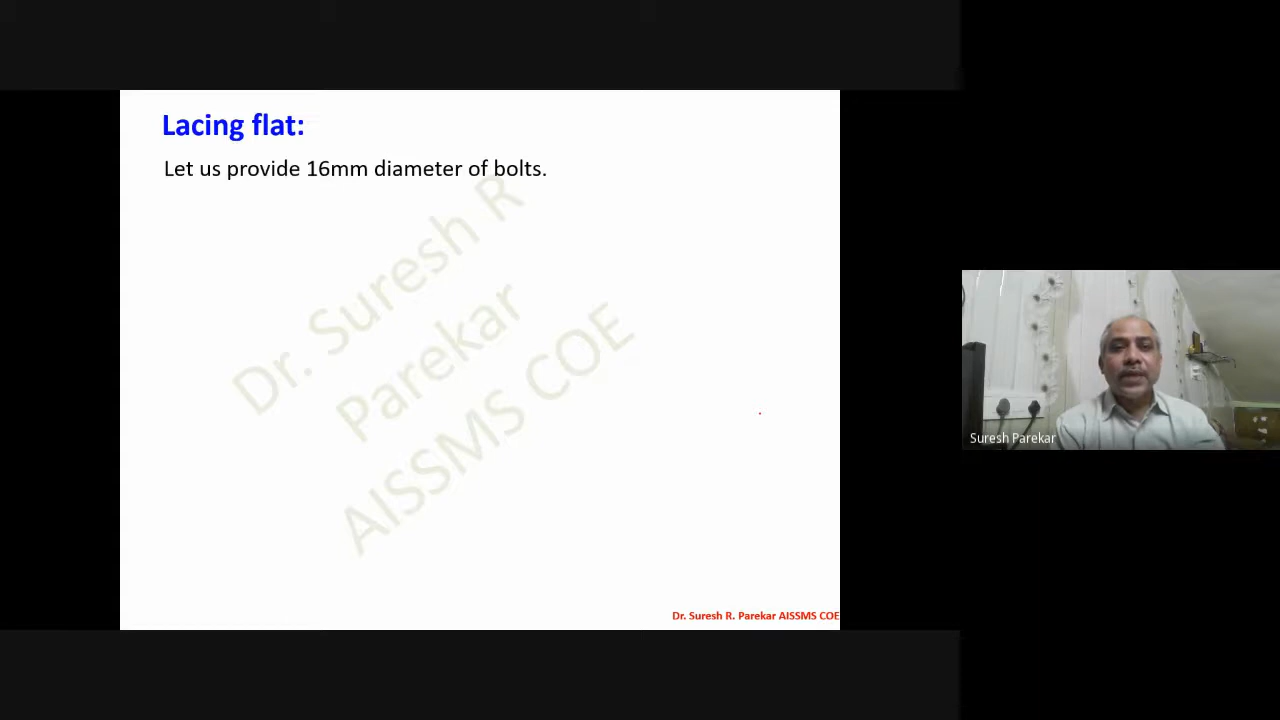 Lacing flat:
Let us provide 16mm diameter of bolts.
Dr. Suresh R
Parekar
AISSMS COE
Suresh Parekar
Dr. Suresh R. Parekar AISSMS COE